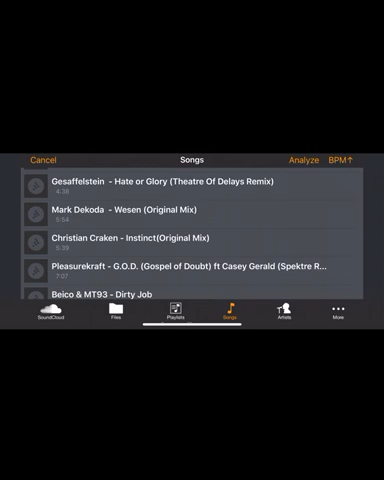 Cancel Songs Analyze BPM↑
Gesaffelstein - Hate or Glory (Theatre Of Delays Remix)
4:38
Mark Dekoda - Wesen (Original Mix)
5:54
Christian Craken - Instinct(Original Mix)
5:39
Pleasurekraft - G.O.D. (Gospel of Doubt) ft Casey Gerald (Spektre R...
7:07
Beico & MT93 - Dirty Job
SoundCloud Files Playlists Songs Artists More